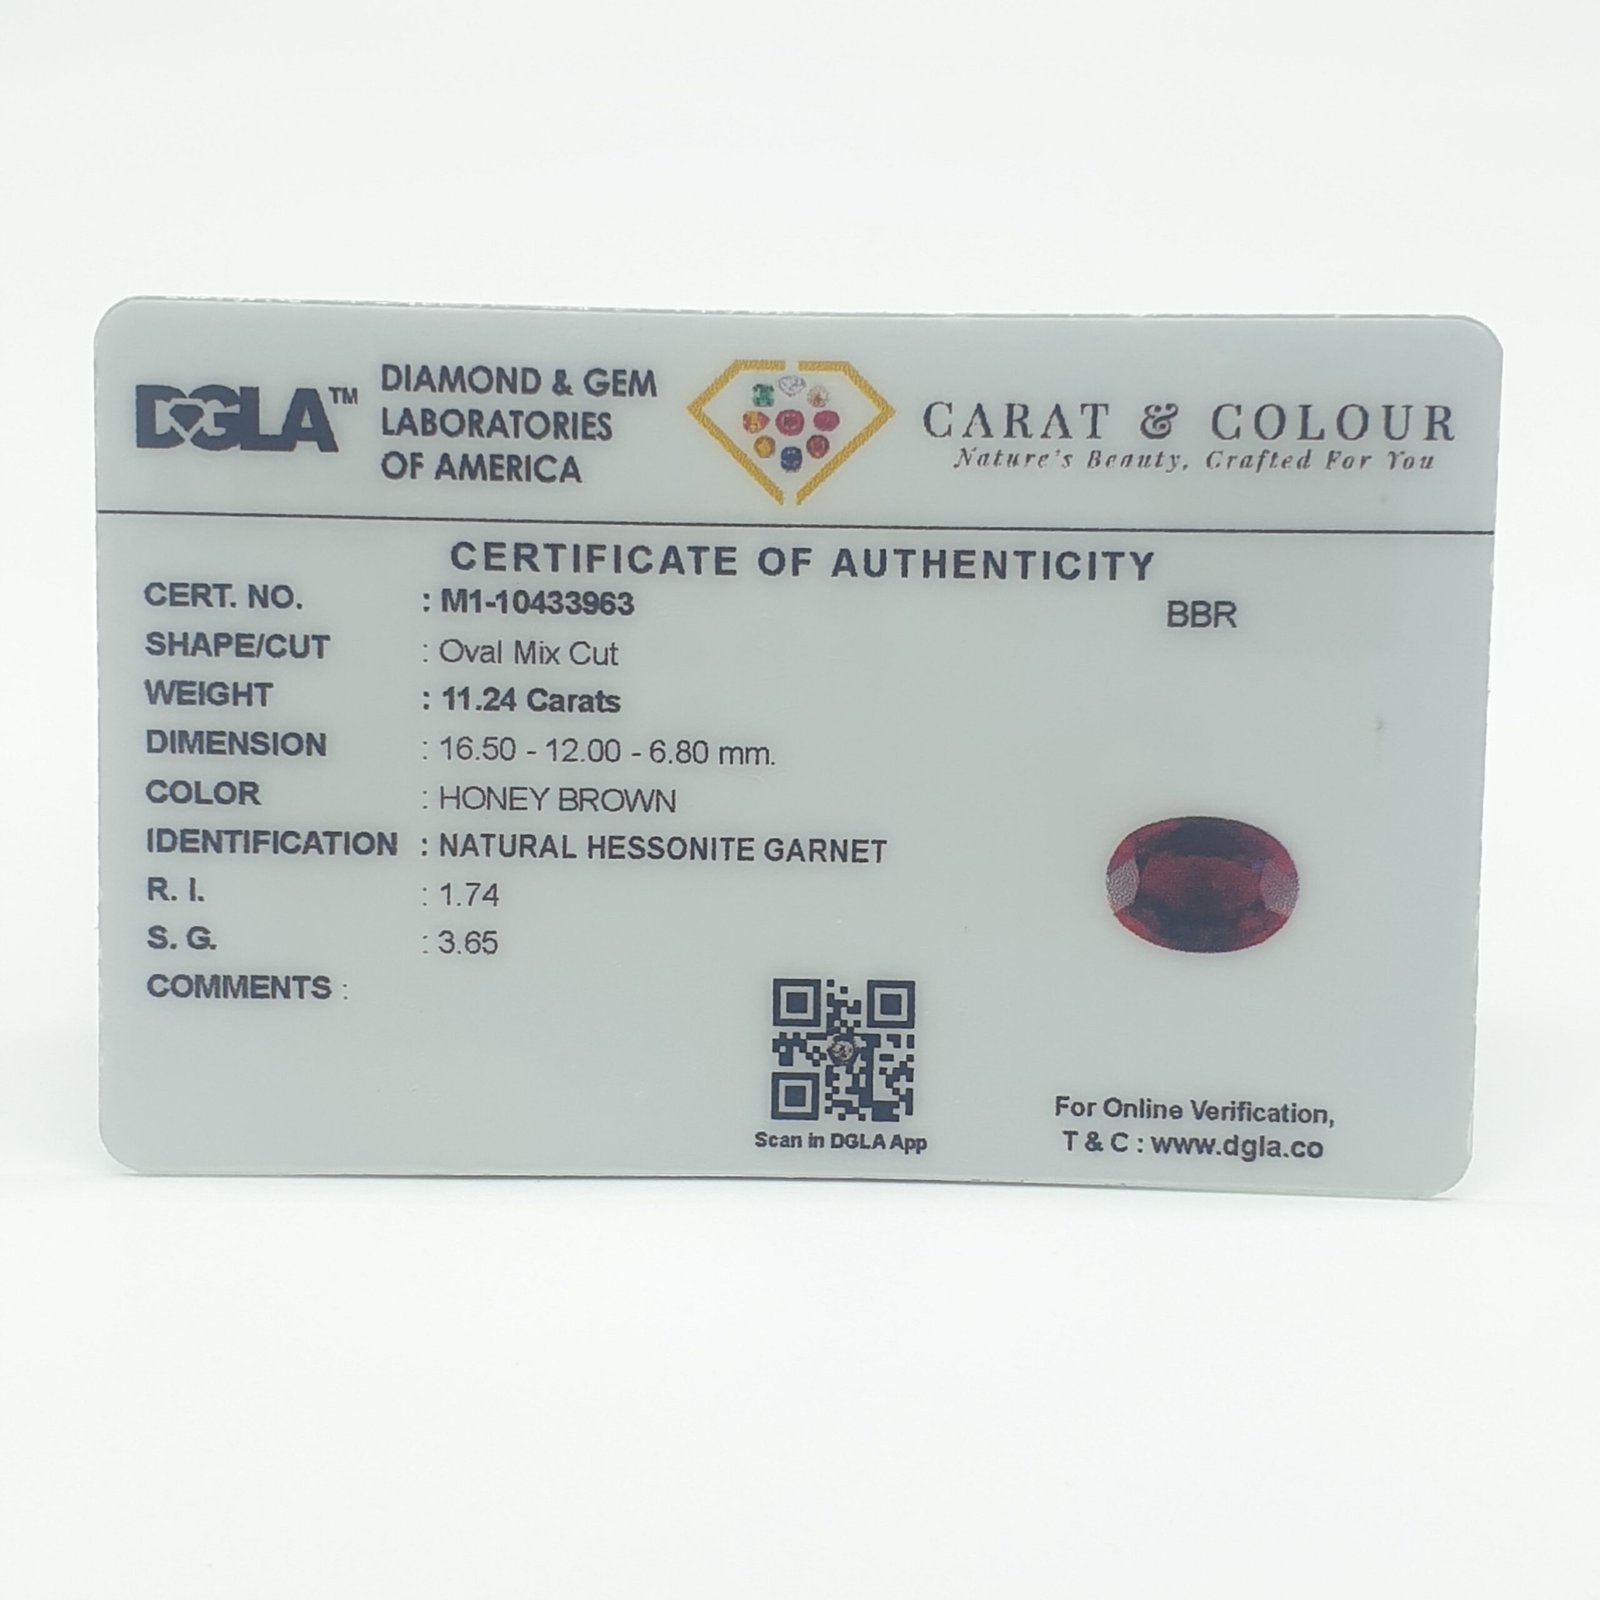 DGLA™
DIAMOND & GEM
LABORATORIES
OF AMERICA
CARAT & COLOUR
Nature's Beauty, Crafted For You
CERTIFICATE OF AUTHENTICITY
CERT. NO. : M1-10433963
BBR
SHAPE/CUT : Oval Mix Cut
WEIGHT : 11.24 Carats
DIMENSION : 16.50 - 12.00 - 6.80 mm.
COLOR : HONEY BROWN
IDENTIFICATION : NATURAL HESSONITE GARNET
R. I. : 1.74
S. G. : 3.65
COMMENTS :
Scan in DGLA App
For Online Verification,
T & C : www.dgla.co